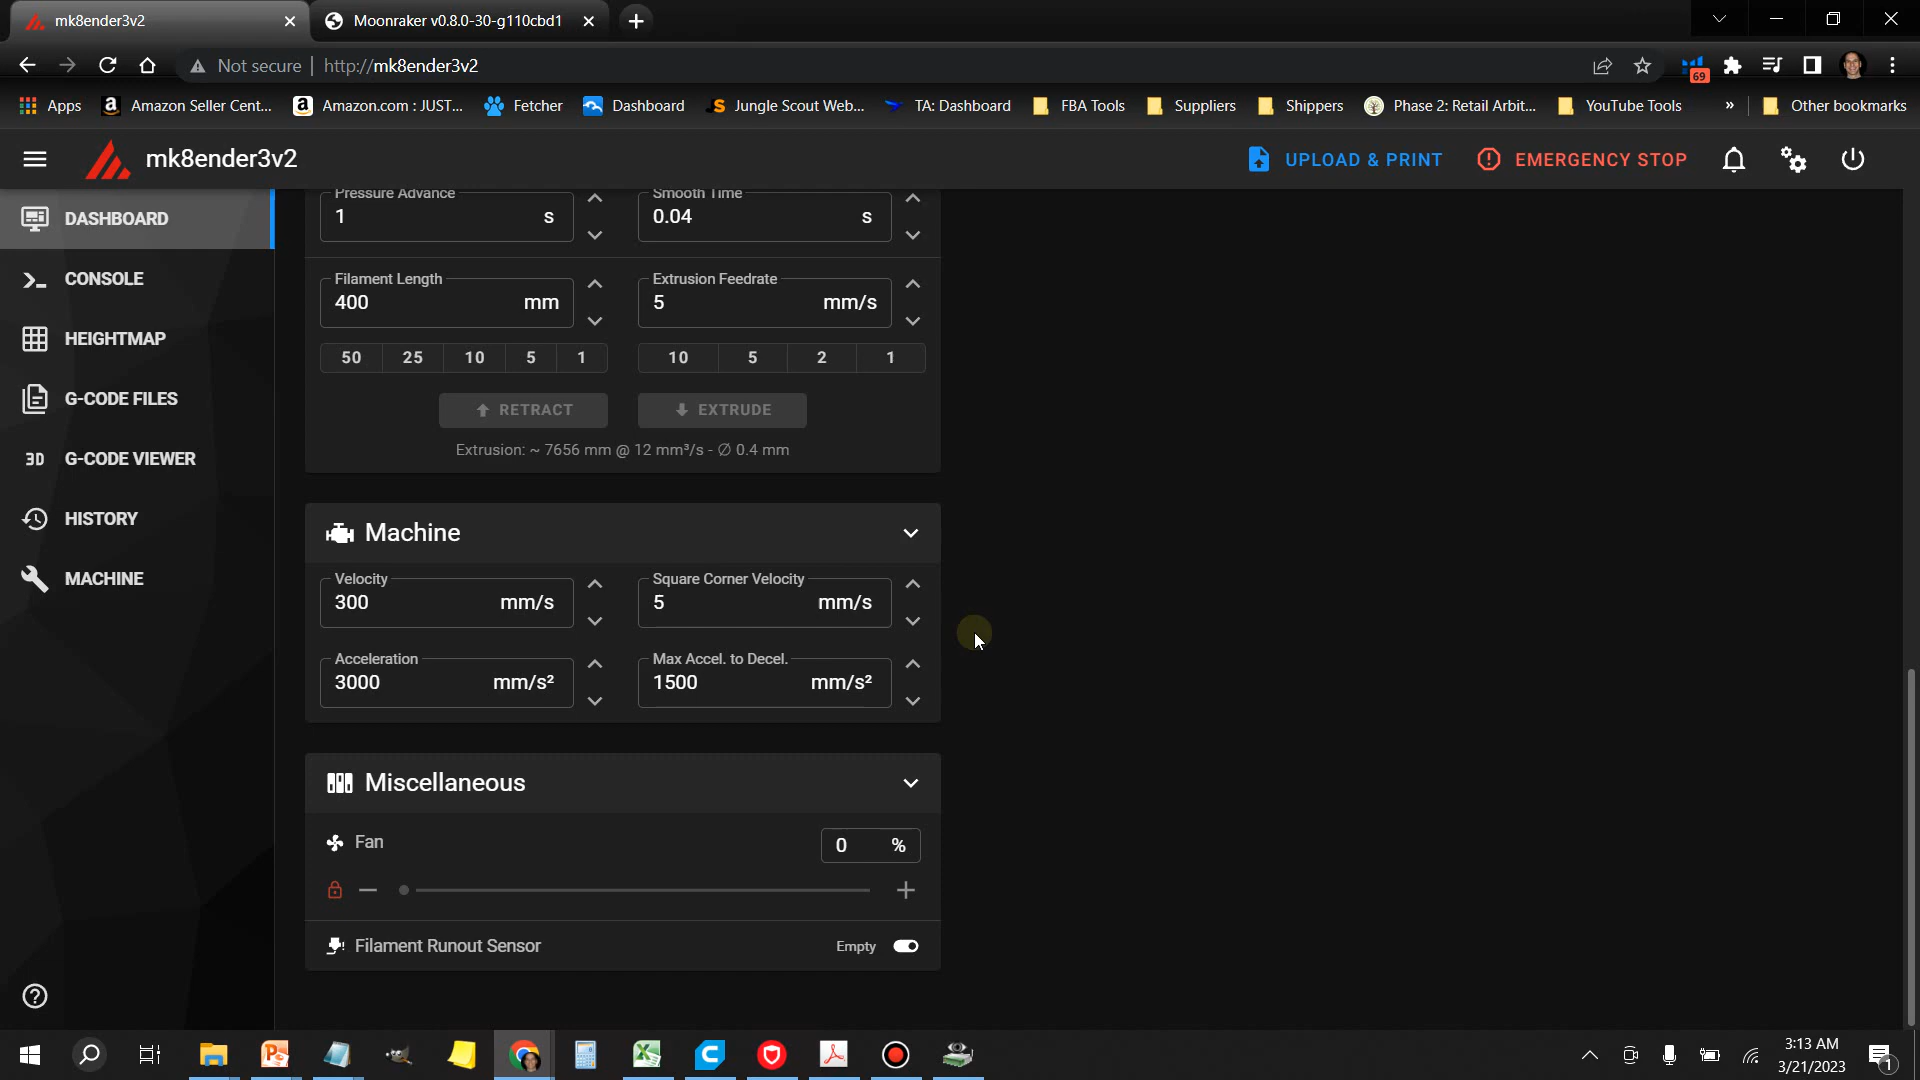 mk8ender3v2
Moonraker v0.8.0-30-g110cbd1
Not secure
http://mk8ender3v2
69
Apps
Amazon Seller Cent...
Amazon.com : JUST...
Fetcher
Dashboard
Jungle Scout Web...
TA: Dashboard
FBA Tools
Suppliers
Shippers
Phase 2: Retail Arbit...
YouTube Tools
»
Other bookmarks
mk8ender3v2
UPLOAD & PRINT
EMERGENCY STOP
DASHBOARD
CONSOLE
HEIGHTMAP
G-CODE FILES
3D G-CODE VIEWER
HISTORY
MACHINE
Pressure Advance
1 s
Smooth Time
0.04 s
Filament Length
400 mm
Extrusion Feedrate
5 mm/s
50 25 10 5 1
10 5 2 1
RETRACT
EXTRUDE
Extrusion: ~ 7656 mm @ 12 mm³/s - ∅ 0.4 mm
Machine
Velocity
300 mm/s
Square Corner Velocity
5 mm/s
Acceleration
3000 mm/s²
Max Accel. to Decel.
1500 mm/s²
Miscellaneous
Fan
0 %
Filament Runout Sensor
Empty
3:13 AM
3/21/2023
1